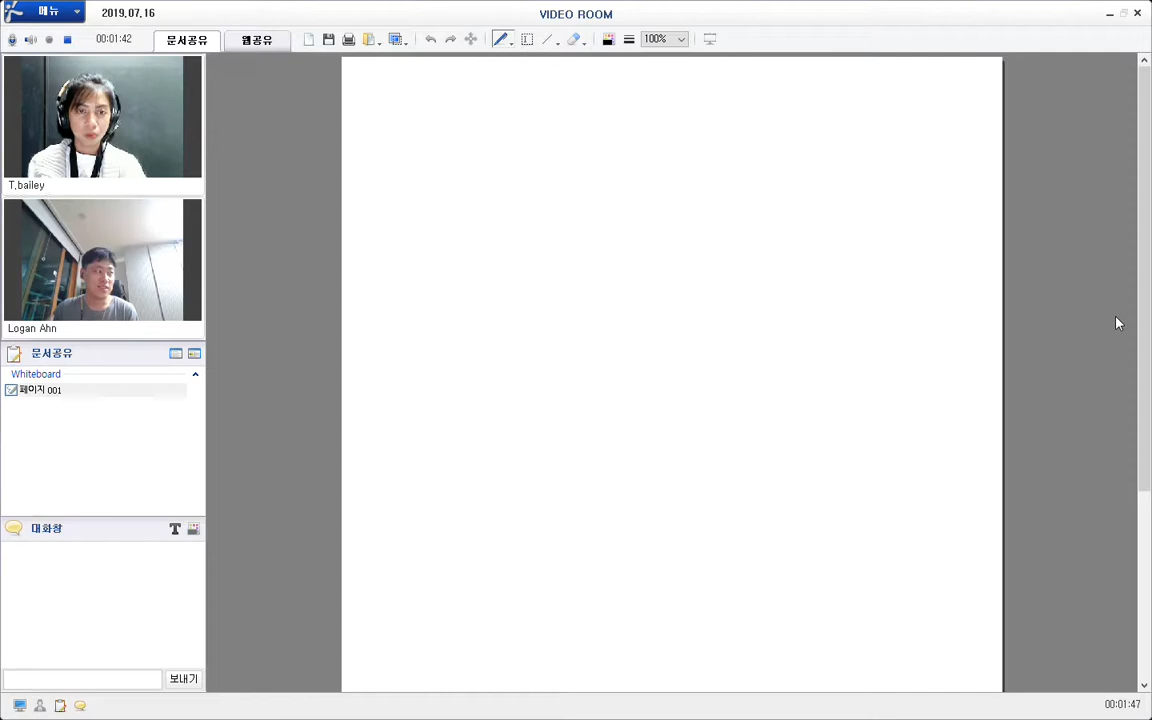 메뉴
2019.07.16
VIDEO ROOM
00:01:42
문서공유
웹공유
100%
T.bailey
Logan Ahn
문서공유
Whiteboard
페이지 001
대화창
T
보내기
00:01:47